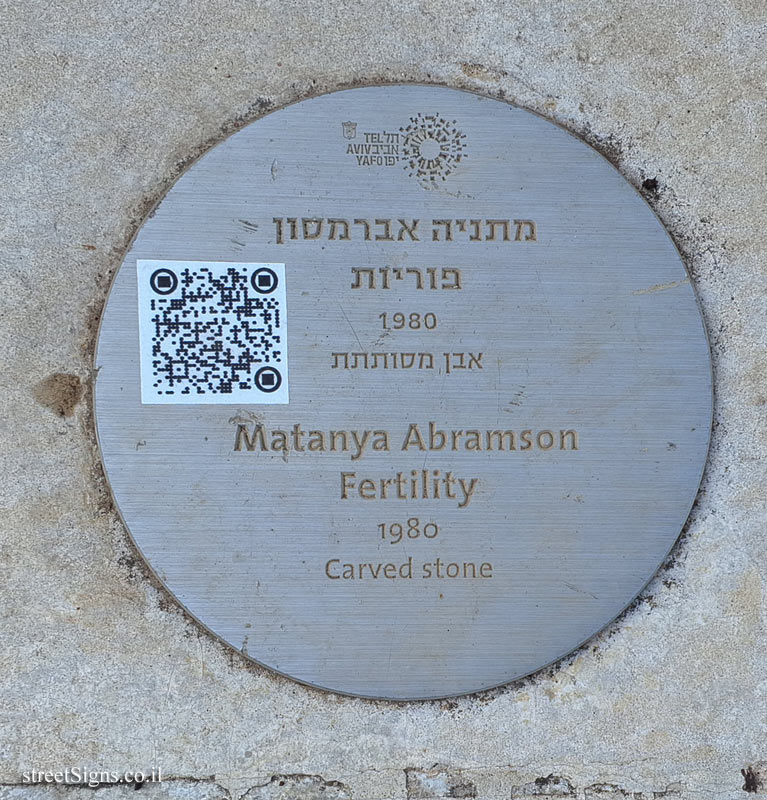 TEL תל
AVIV אביב
YAFO יפו
מתניה אברמסון
פוריות
1980
אבן מסותתת
Matanya Abramson
Fertility
1980
Carved stone
streetSigns.co.il